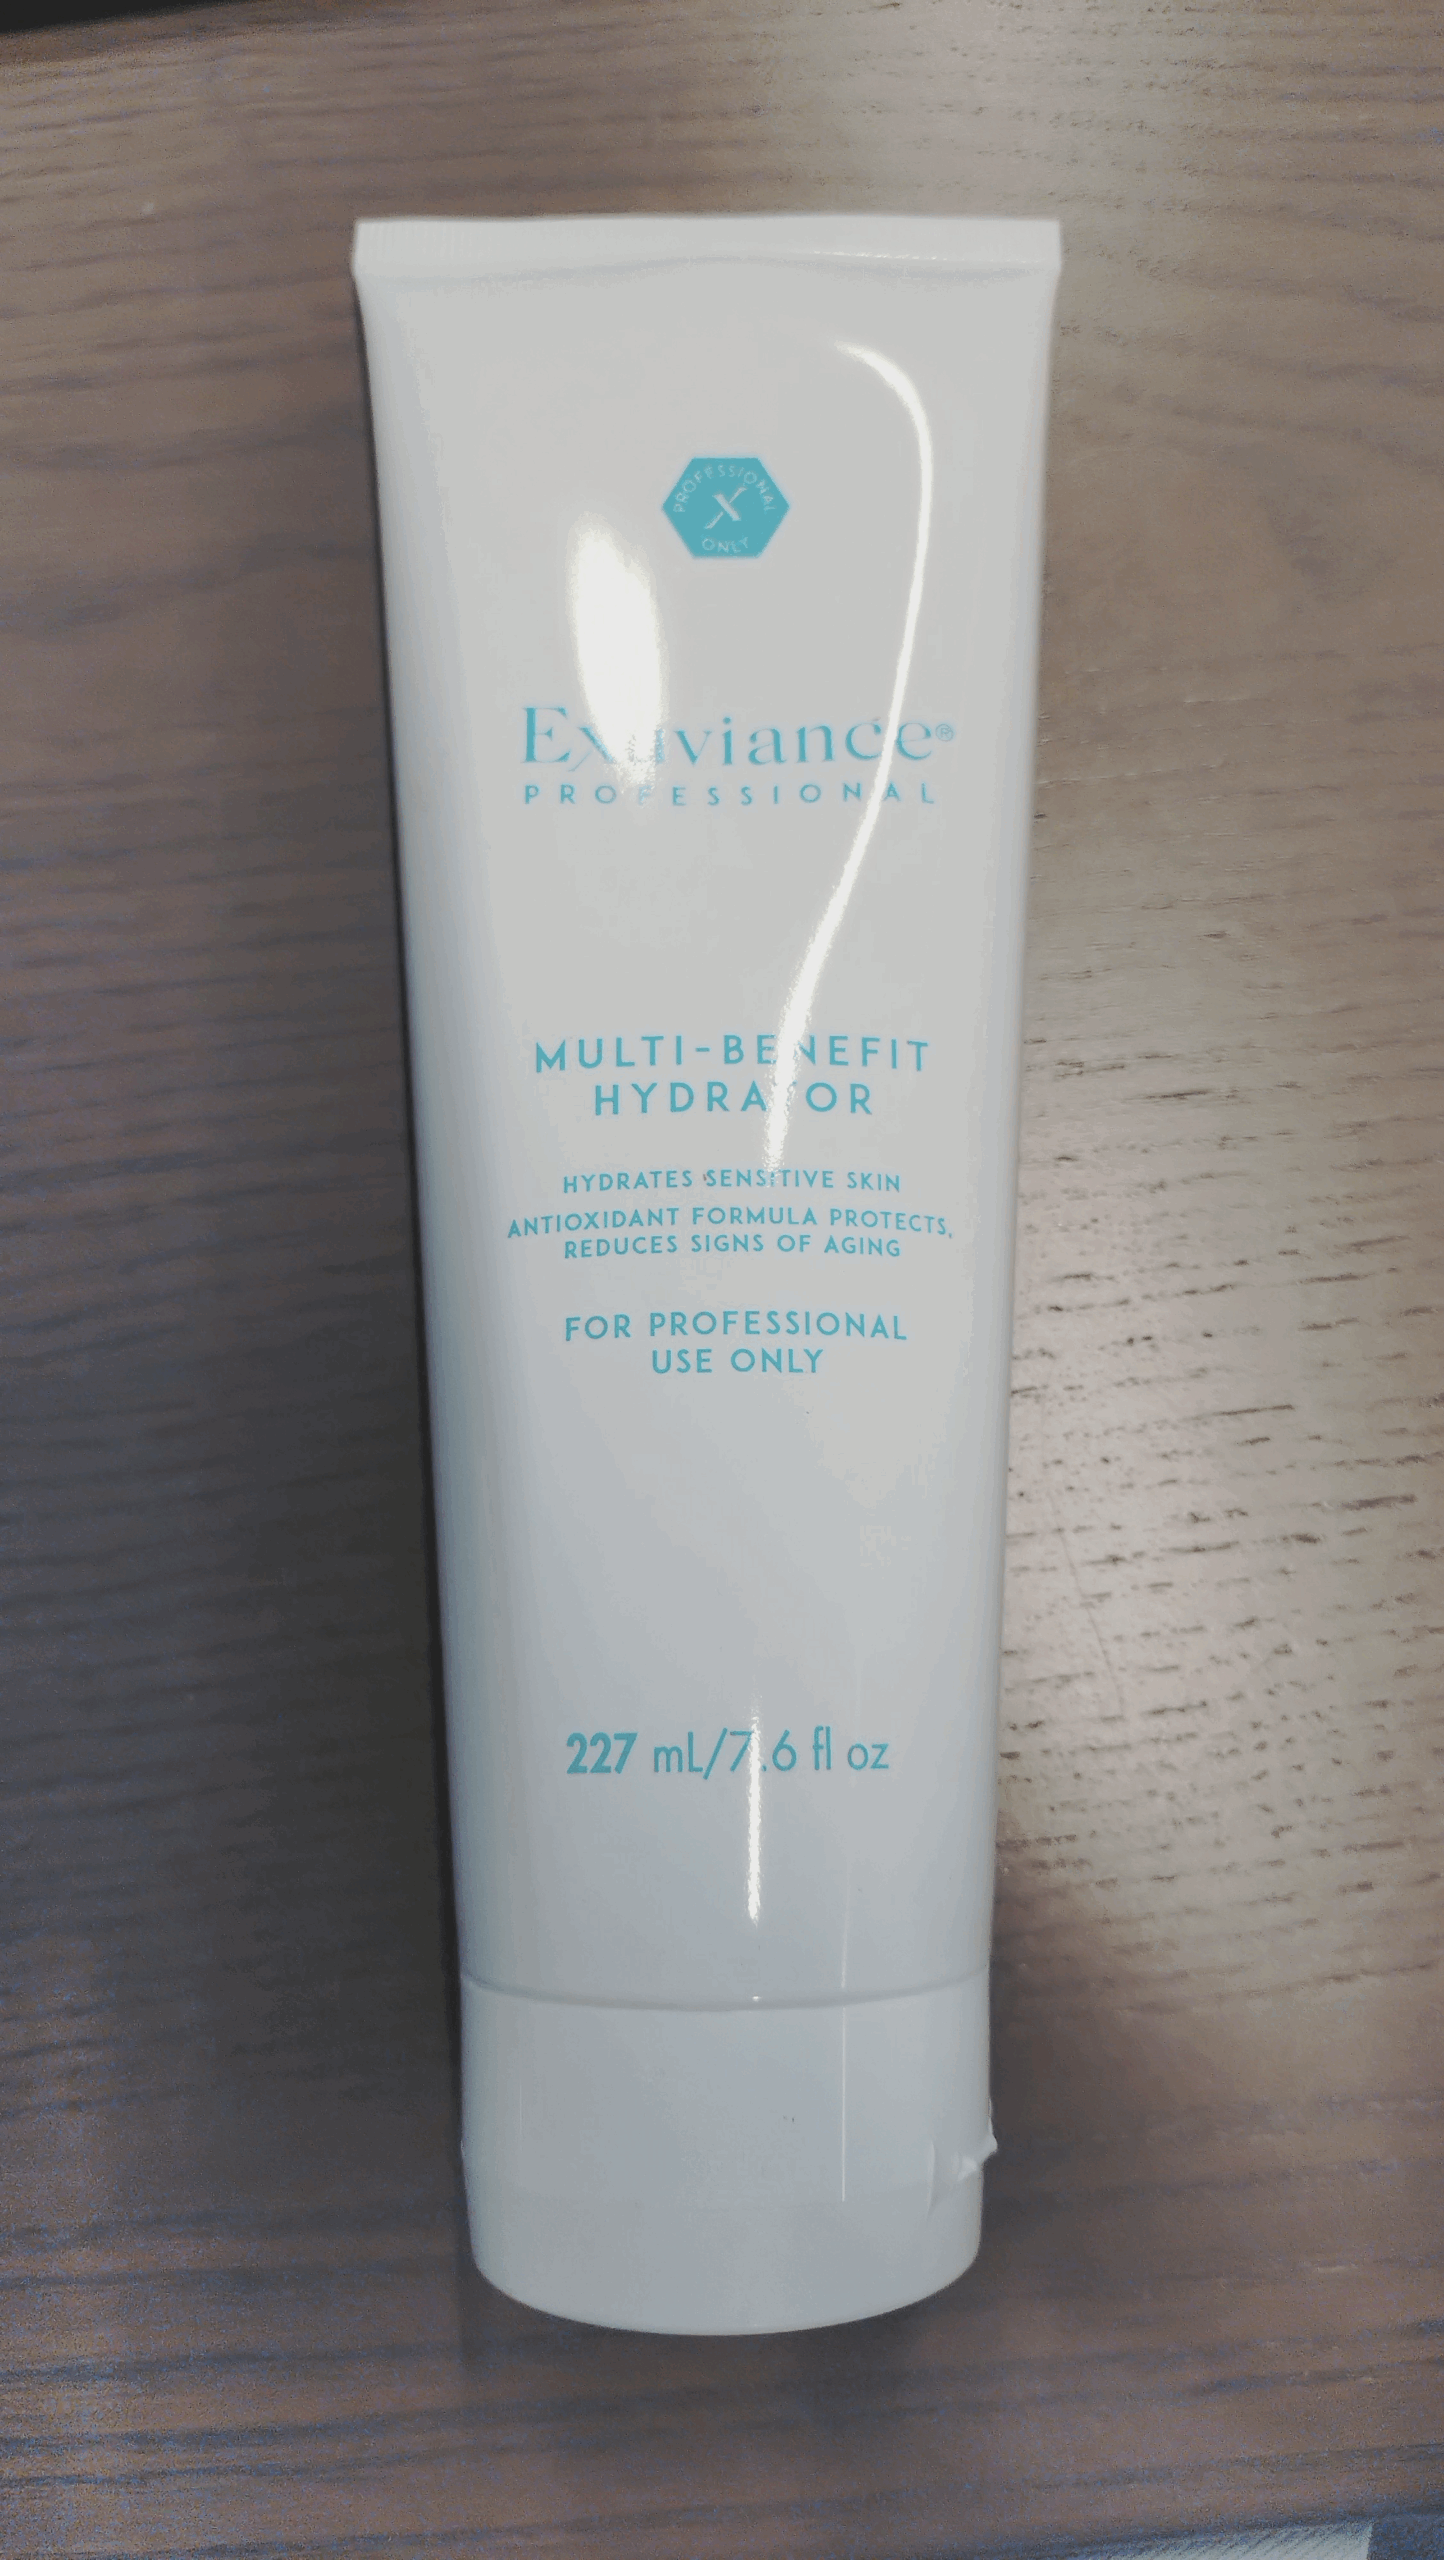 PROFESSIONAL
X
ONLY
Exuviance®
PROFESSIONAL
MULTI-BENEFIT
HYDRATOR
HYDRATES SENSITIVE SKIN
ANTIOXIDANT FORMULA PROTECTS,
REDUCES SIGNS OF AGING
FOR PROFESSIONAL
USE ONLY
227 mL/7.6 fl oz